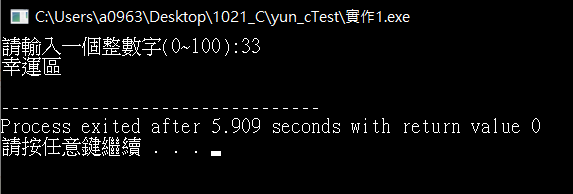 C:\Users\a0963\Desktop\1021_C\yun_cTest\實作1.exe
請輸入一個整數字(0~100):33
幸運區
--------------------------------
Process exited after 5.909 seconds with return value 0
請按任意鍵繼續 . . .